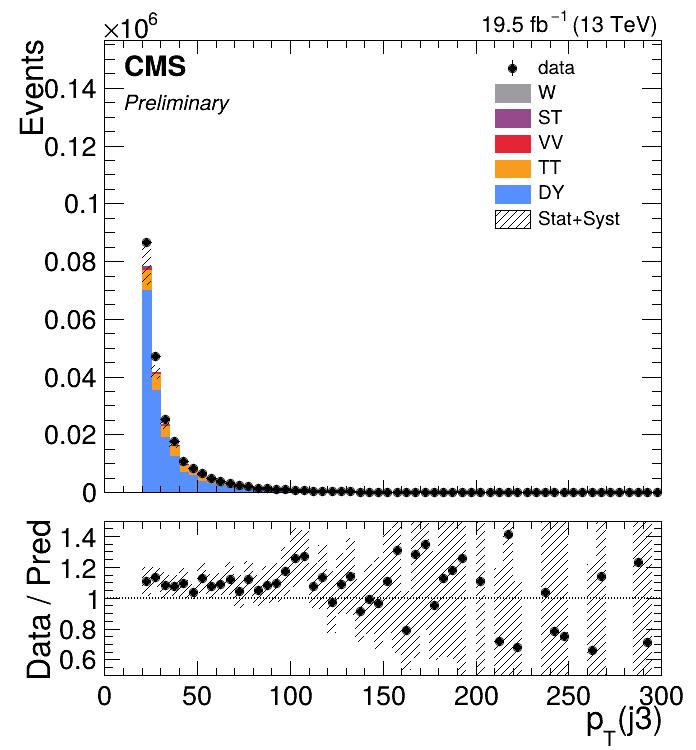 ×10⁶
19.5 fb⁻¹ (13 TeV)
CMS
Preliminary
Events
0.14
0.12
0.1
0.08
0.06
0.04
0.02
0
data
W
ST
VV
TT
DY
Stat+Syst
Data / Pred
1.4
1.2
1
0.8
0.6
0 50 100 150 200 250 300
p_T(j3)